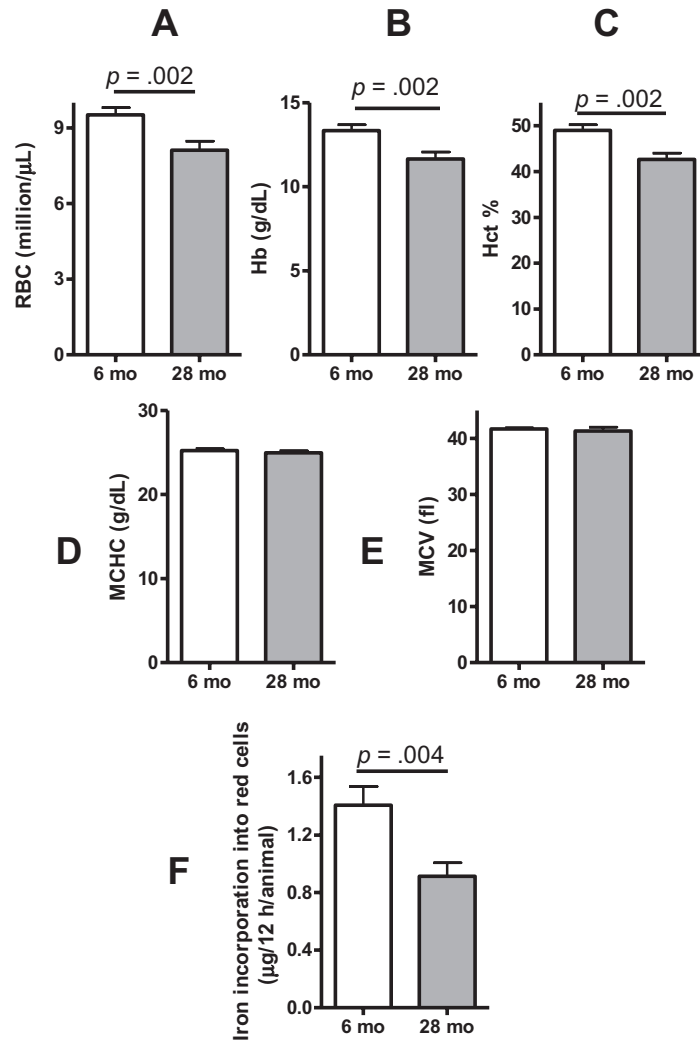 A
B
C
p = .002
p = .002
p = .002
RBC (million/μL)
9
6
3
0
6 mo
28 mo
Hb (g/dL)
15
10
5
0
6 mo
28 mo
Hct %
50
40
30
20
10
0
6 mo
28 mo
D
MCHC (g/dL)
30
20
10
0
6 mo
28 mo
E
MCV (fl)
40
20
0
6 mo
28 mo
F
Iron incorporation into red cells
(μg/12 h/animal)
p = .004
1.6
1.2
0.8
0.4
0.0
6 mo
28 mo